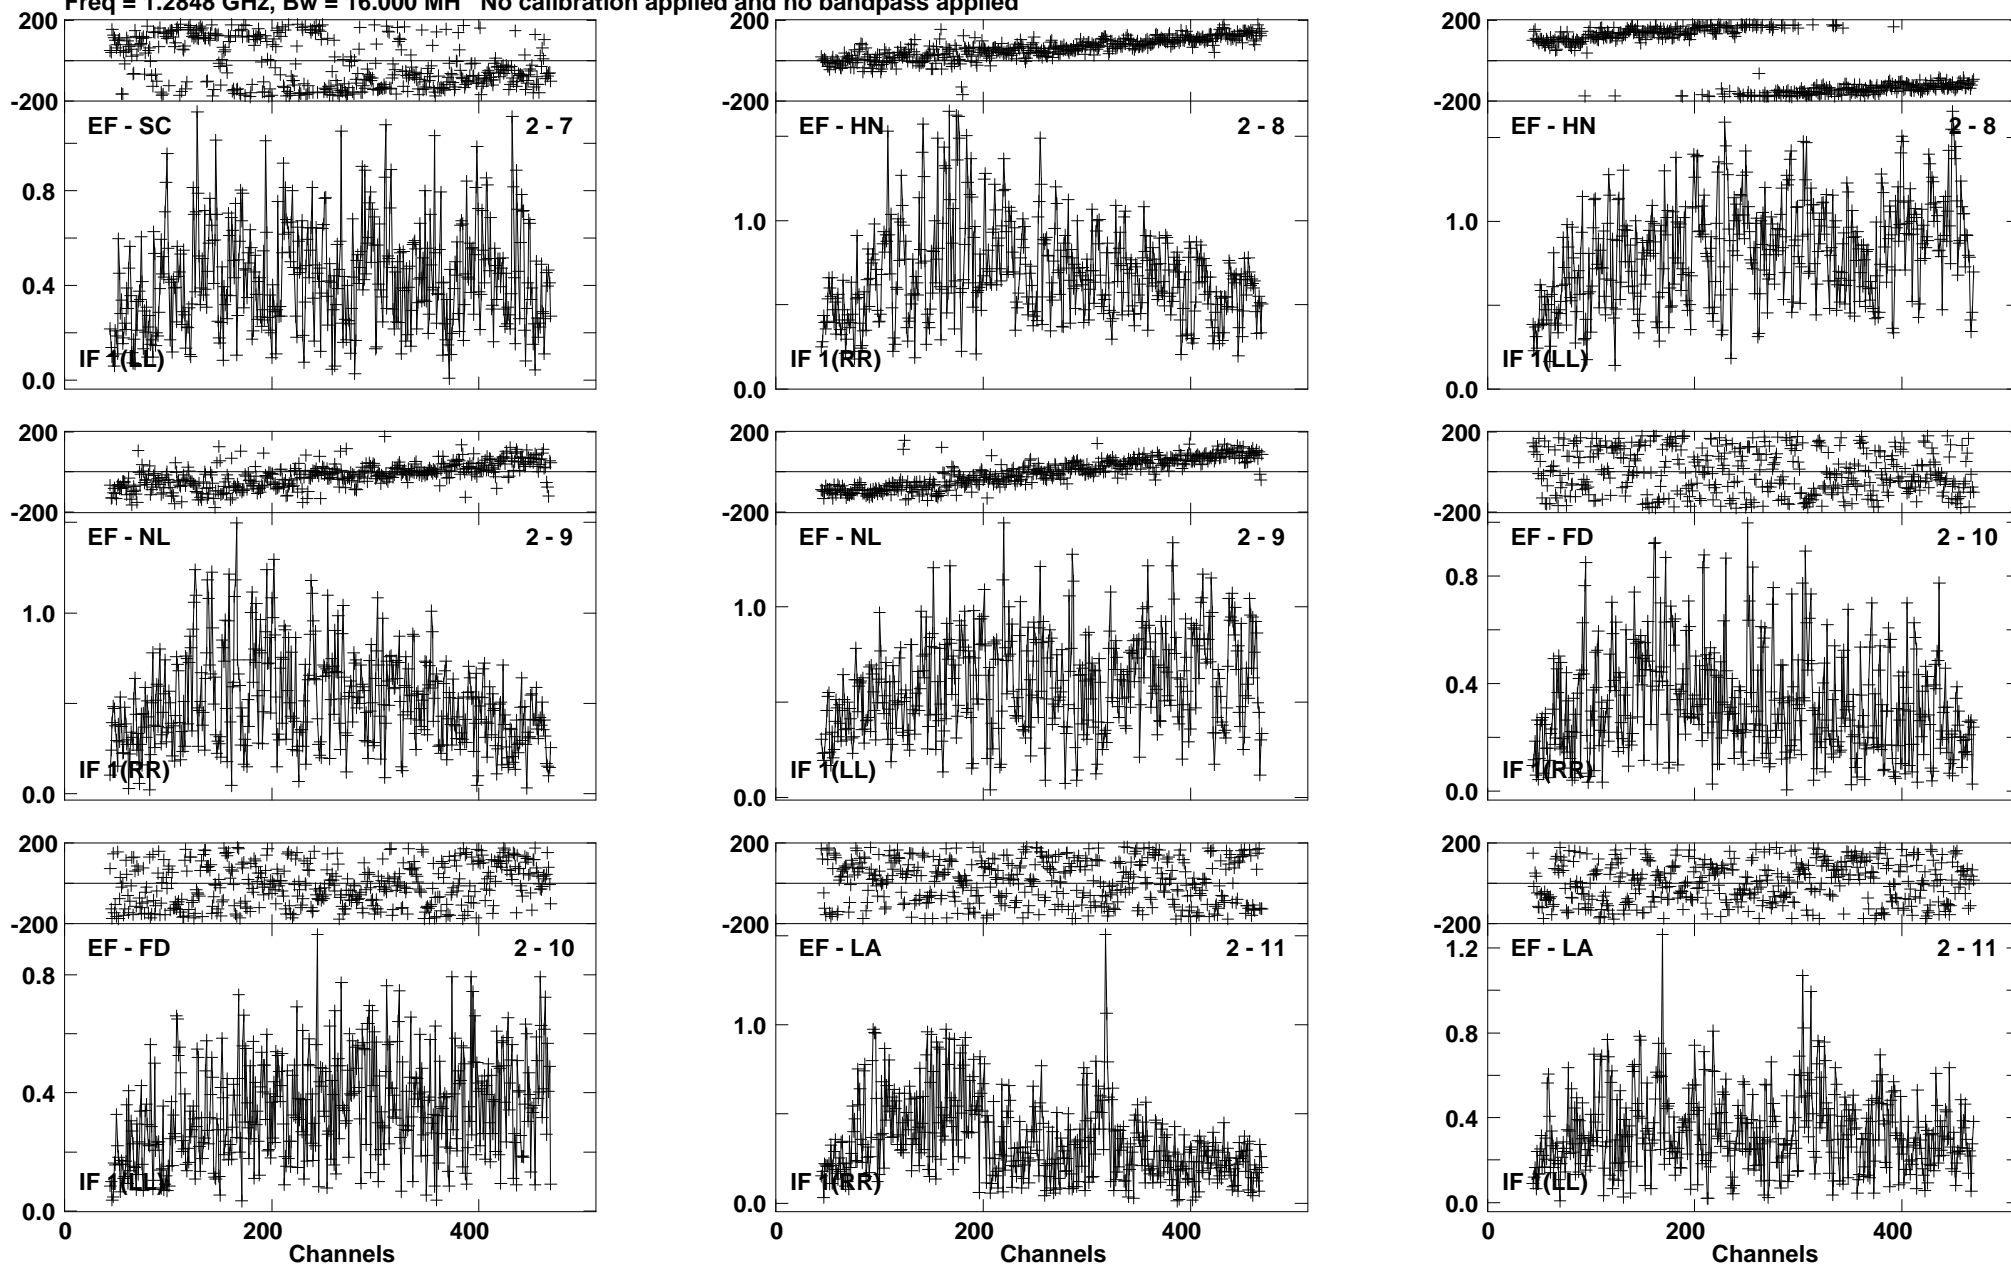 Freq = 1.2848 GHz, Bw = 16.000 MH No calibration applied and no bandpass applied
200
-200
EF - SC 2 - 7
0.8
0.4
0.0
IF 1(LL)
200
-200
EF - HN 2 - 8
1.0
0.0
IF 1(RR)
200
-200
EF - HN 2 - 8
1.0
0.0
IF 1(LL)
200
-200
EF - NL 2 - 9
1.0
0.0
IF 1(RR)
200
-200
EF - NL 2 - 9
1.0
0.0
IF 1(LL)
200
-200
EF - FD 2 - 10
0.8
0.4
0.0
IF 1(RR)
200
-200
EF - FD 2 - 10
0.8
0.4
0.0
IF 1(LL)
0 200 400
Channels
200
-200
EF - LA 2 - 11
1.0
0.0
IF 1(RR)
0 200 400
Channels
200
-200
EF - LA 2 - 11
1.2
0.8
0.4
0.0
IF 1(LL)
0 200 400
Channels